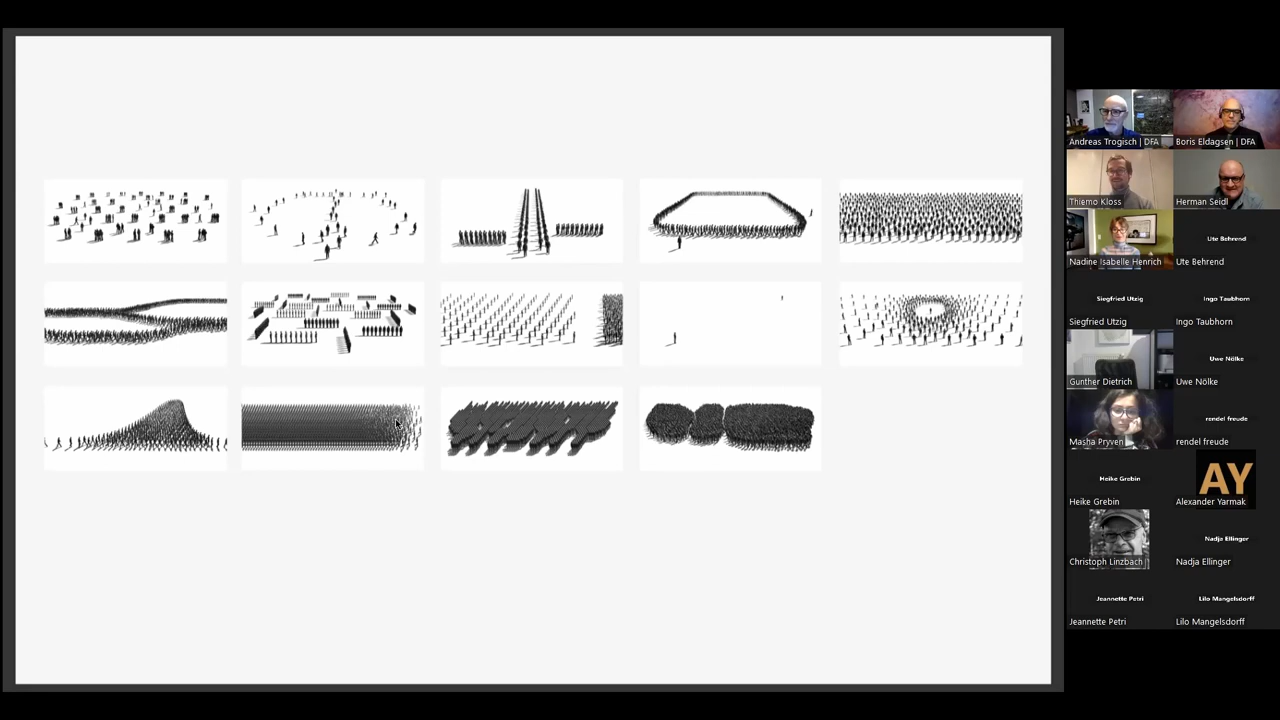 Andreas Trogisch | DFA
Boris Eldagsen | DFA
Thiemo Kloss
Herman Seidl
Nadine Isabelle Henrich
Ute Behrend
Ute Behrend
Siegfried Utzig
Siegfried Utzig
Ingo Taubhorn
Ingo Taubhorn
Gunther Dietrich
Uwe Nölke
Uwe Nölke
Masha Pryven
rendel freude
rendel freude
Heike Grebin
Heike Grebin
AY
Alexander Yarmak
Christoph Linzbach
Nadja Ellinger
Nadja Ellinger
Jeannette Petri
Jeannette Petri
Lilo Mangelsdorff
Lilo Mangelsdorff